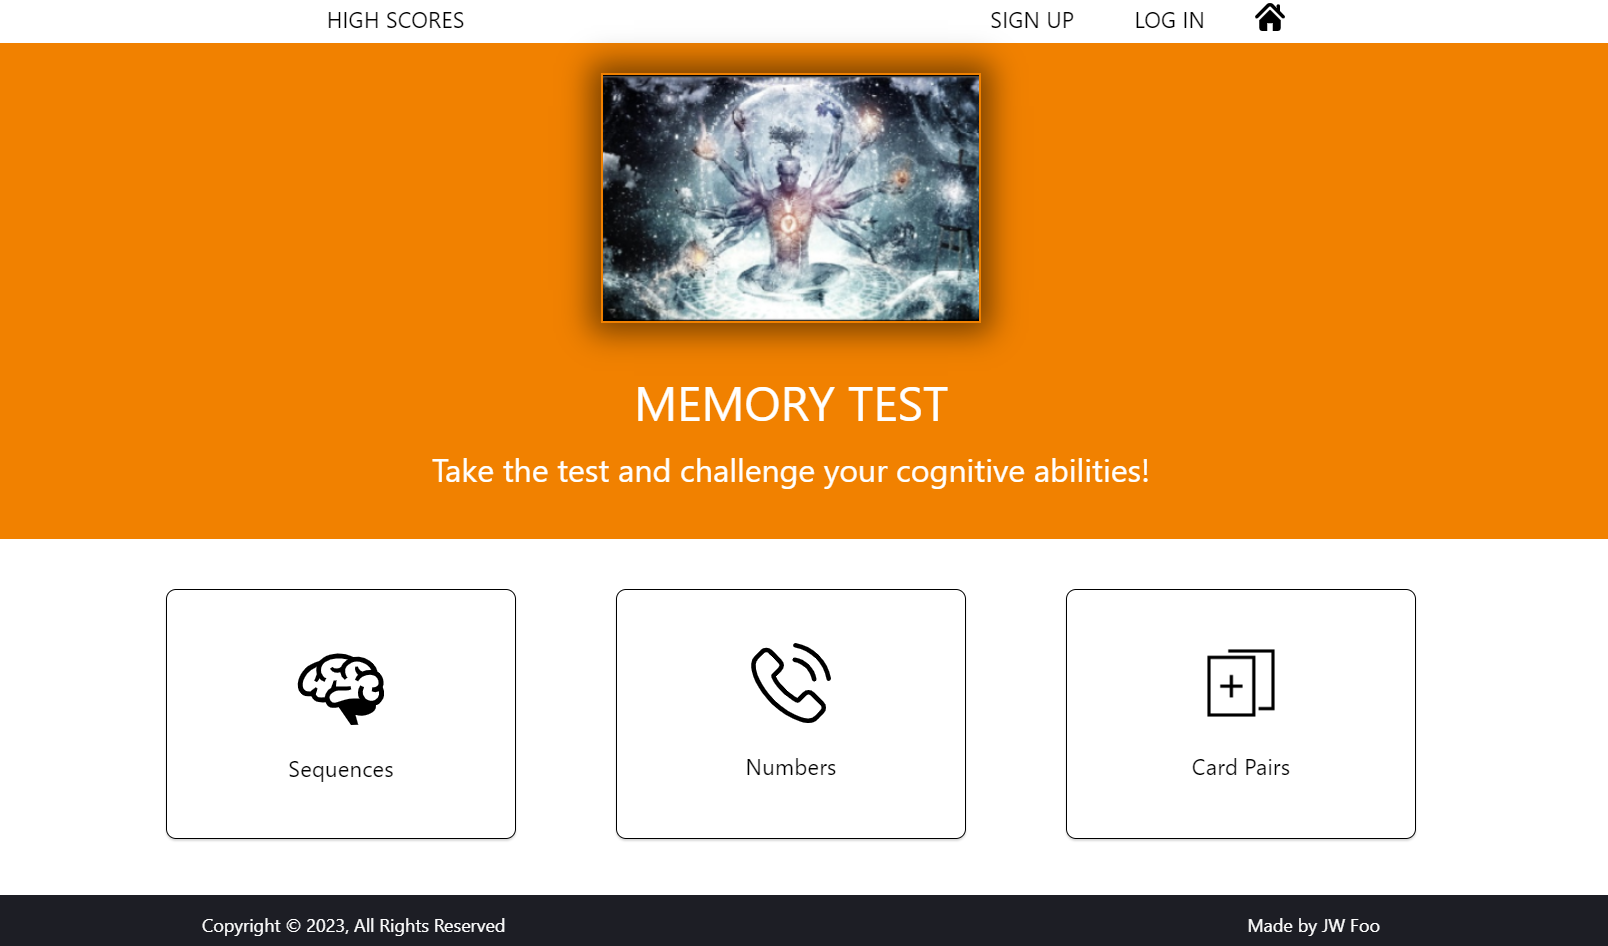 HIGH SCORES
SIGN UP
LOG IN
MEMORY TEST
Take the test and challenge your cognitive abilities!
Sequences
Numbers
Card Pairs
Copyright © 2023, All Rights Reserved
Made by JW Foo